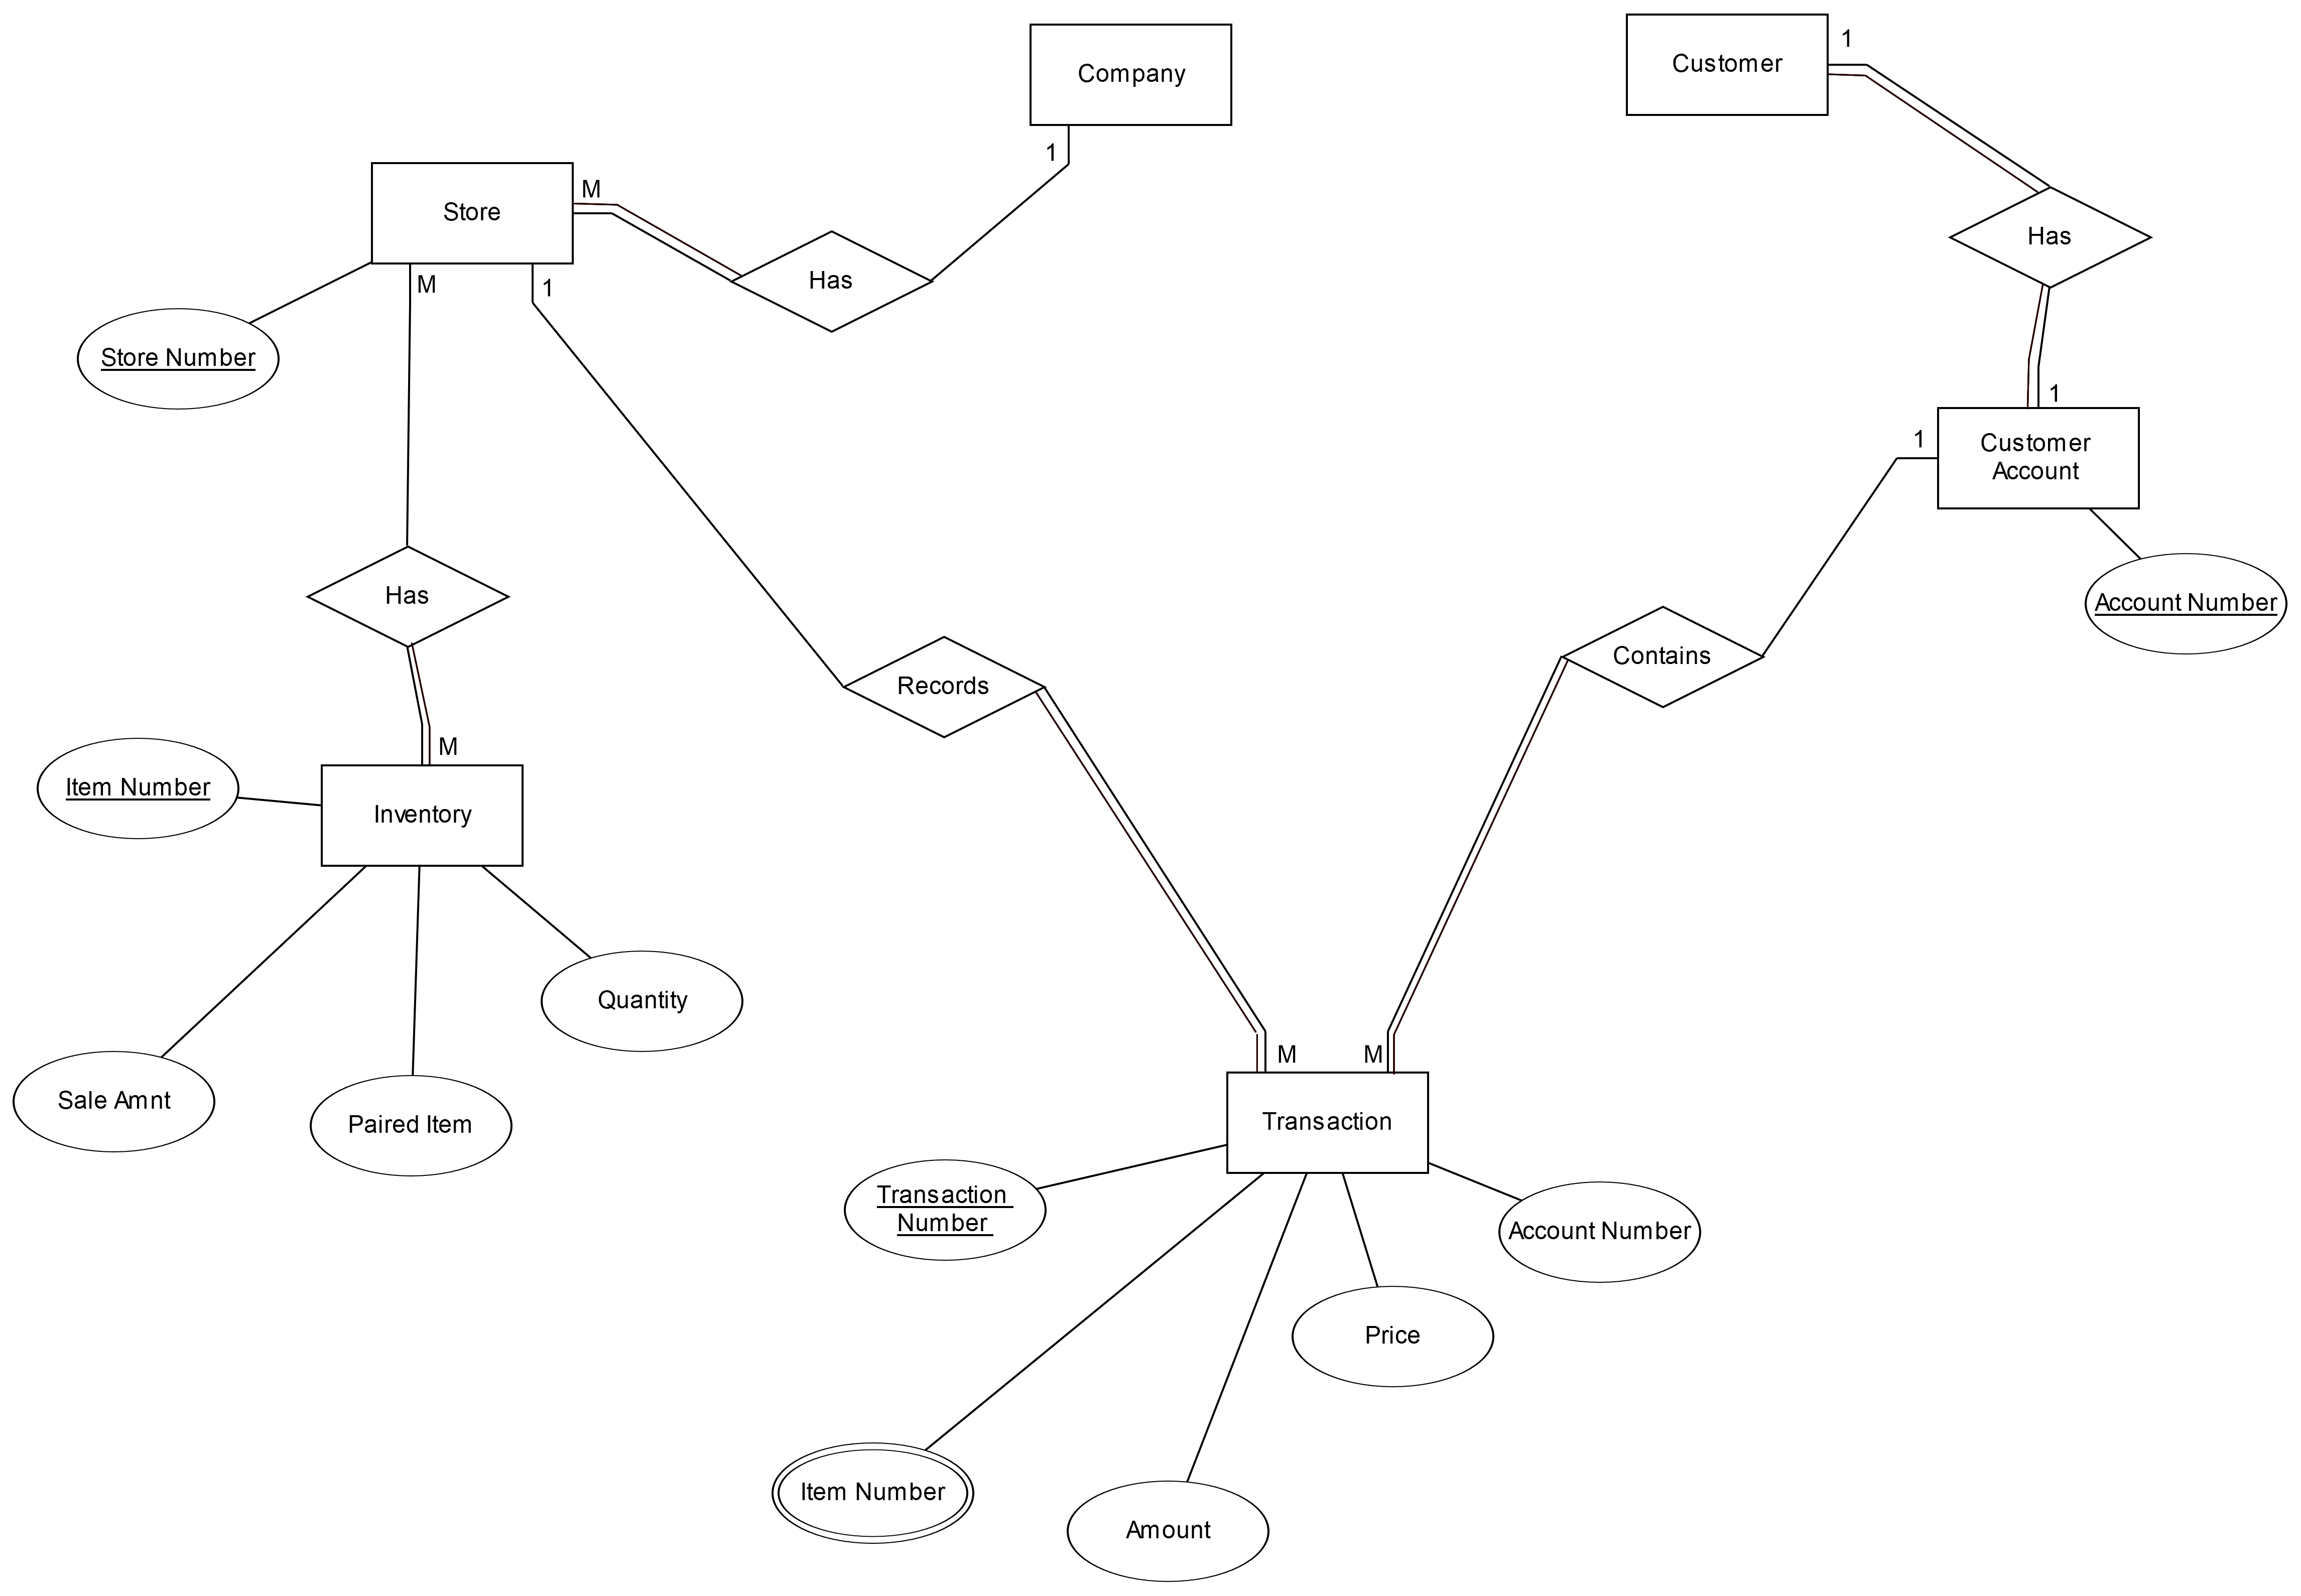 Company
Customer
1
1
Store
M
Has
Has
M
1
Store Number
1
1
Customer
Account
Has
Account Number
Records
Contains
M
Item Number
Inventory
Quantity
M
M
Sale Amnt
Paired Item
Transaction
Transaction
Number
Account Number
Price
Item Number
Amount